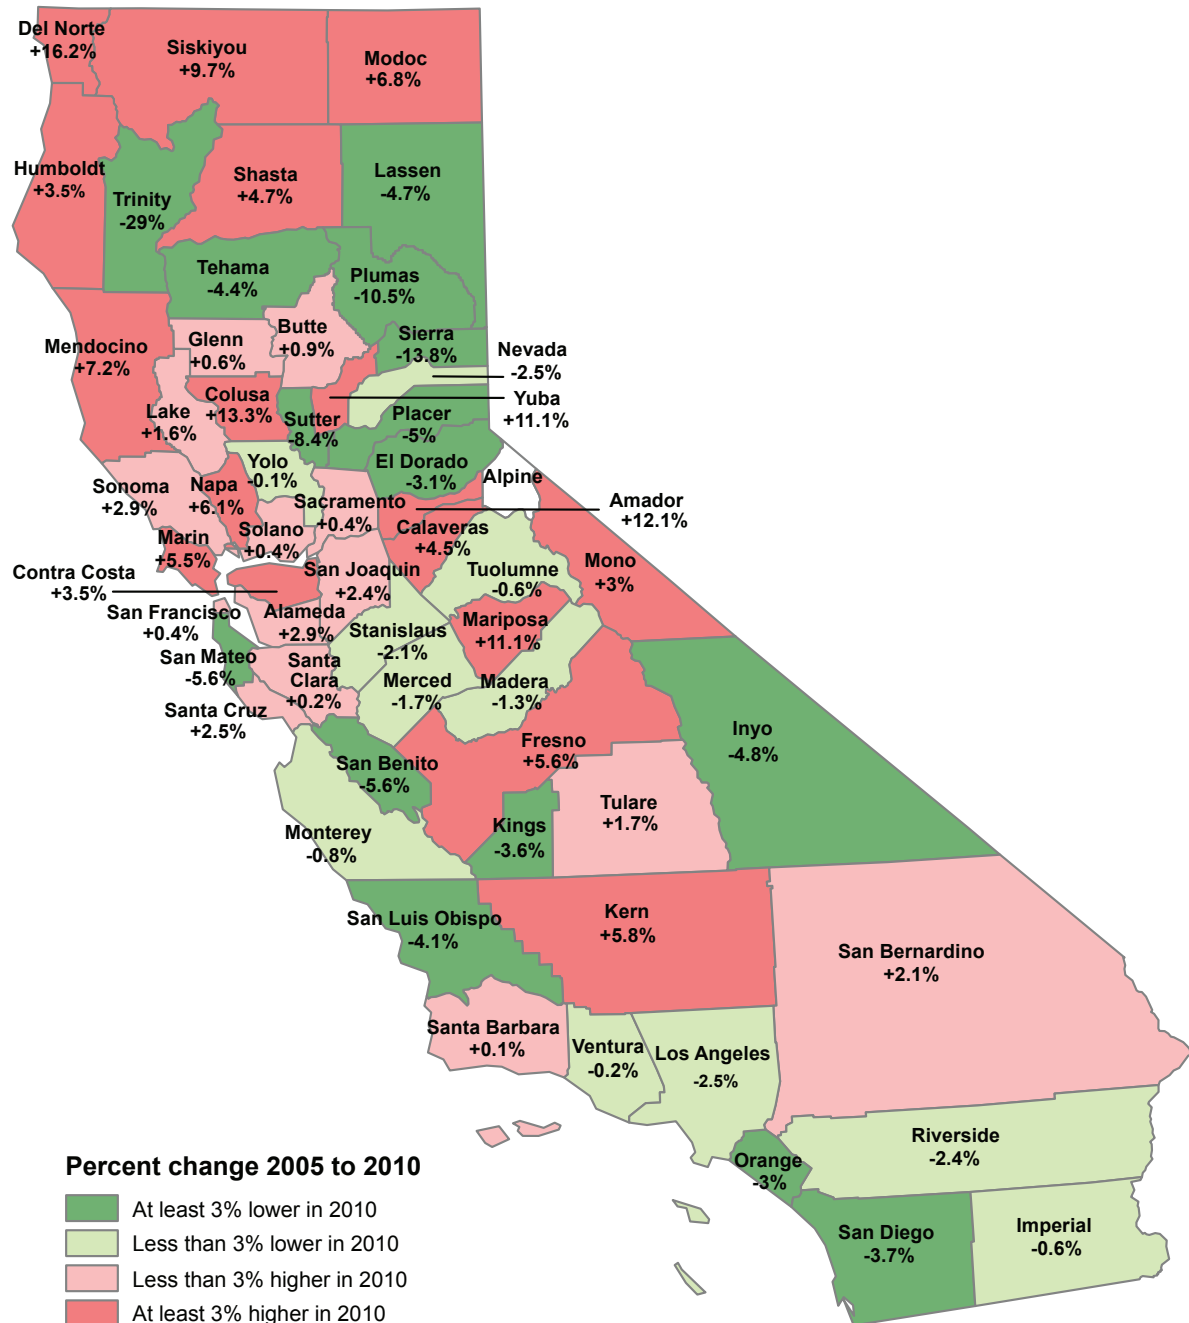 Del Norte
+16.2%
Siskiyou
+9.7%
Modoc
+6.8%
Humboldt
+3.5%
Trinity
-29%
Shasta
+4.7%
Lassen
-4.7%
Tehama
-4.4%
Plumas
-10.5%
Mendocino
+7.2%
Glenn
+0.6%
Butte
+0.9%
Sierra
-13.8%
Nevada
-2.5%
Yuba
+11.1%
Lake
+1.6%
Colusa
+13.3%
Sutter
-8.4%
Placer
-5%
El Dorado
-3.1%
Alpine
Amador
+12.1%
Sonoma
+2.9%
Napa
+6.1%
Yolo
-0.1%
Sacramento
+0.4%
Solano
+0.4%
Marin
+5.5%
Calaveras
+4.5%
Tuolumne
-0.6%
Mono
+3%
Contra Costa
+3.5%
San Joaquin
+2.4%
San Francisco
+0.4%
Alameda
+2.9%
Stanislaus
-2.1%
Mariposa
+11.1%
San Mateo
-5.6%
Santa
Clara
+0.2%
Merced
-1.7%
Madera
-1.3%
Santa Cruz
+2.5%
San Benito
-5.6%
Fresno
+5.6%
Inyo
-4.8%
Monterey
-0.8%
Kings
-3.6%
Tulare
+1.7%
San Luis Obispo
-4.1%
Kern
+5.8%
San Bernardino
+2.1%
Santa Barbara
+0.1%
Ventura
-0.2%
Los Angeles
-2.5%
Orange
-3%
Riverside
-2.4%
San Diego
-3.7%
Imperial
-0.6%
Percent change 2005 to 2010
At least 3% lower in 2010
Less than 3% lower in 2010
Less than 3% higher in 2010
At least 3% higher in 2010